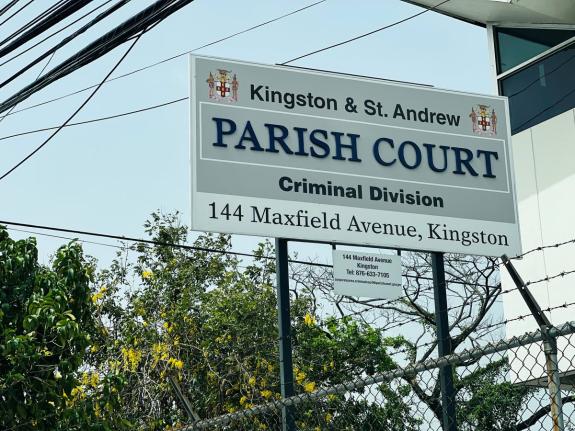 Kingston & St. Andrew
PARISH COURT
Criminal Division
144 Maxfield Avenue, Kingston
144 Maxfield Avenue
Kingston
Tel: 876-633-7105